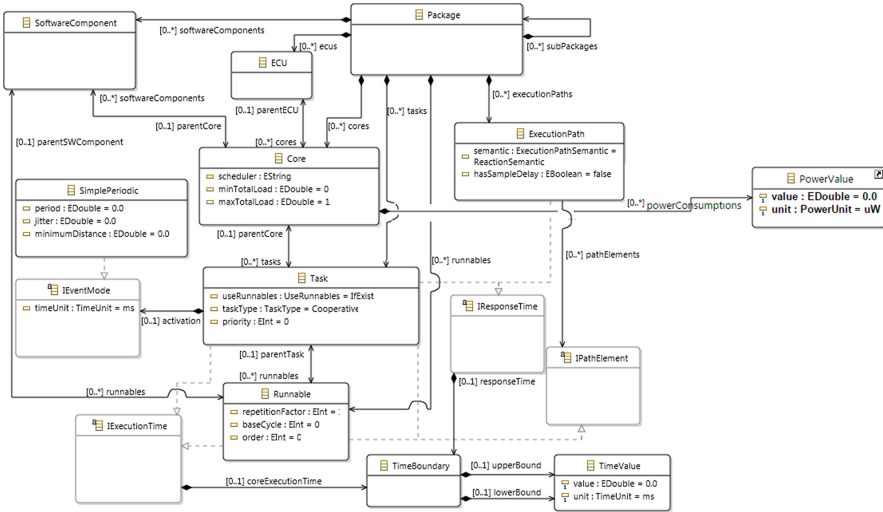 SoftwareComponent
Package
[0..*] softwareComponents
[0..*] ecus
[0..*] subPackages
ECU
[0..*] softwareComponents
[0..1] parentECU
[0..*] tasks
[0..*] executionPaths
[0..1] parentCore
[0..*] cores
[0..*] cores
[0..1] parentSWComponent
ExecutionPath
semantic : ExecutionPathSemantic =
ReactionSemantic
hasSampleDelay : EBoolean = false
Core
scheduler : EString
minTotalLoad : EDouble = 0
maxTotalLoad : EDouble = 1
PowerValue
value : EDouble = 0.0
unit : PowerUnit = uW
[0..*] powerConsumptions
SimplePeriodic
period : EDouble = 0.0
jitter : EDouble = 0.0
minimumDistance : EDouble = 0.0
[0..1] parentCore
[0..*] tasks
[0..*] runnables
[0..*] pathElements
Task
useRunnables : UseRunnables = IfExist
taskType : TaskType = Cooperative
priority : EInt = 0
IEventMode
timeUnit : TimeUnit = ms
[0..1] activation
IResponseTime
[0..1] parentTask
IPathElement
[0..*] runnables
[0..1] responseTime
[0..*] runnables
Runnable
repetitionFactor : EInt =
baseCycle : EInt = 0
order : EInt = 0
IExecutionTime
TimeBoundary
[0..1] upperBound
TimeValue
value : EDouble = 0.0
unit : TimeUnit = ms
[0..1] coreExecutionTime
[0..1] lowerBound